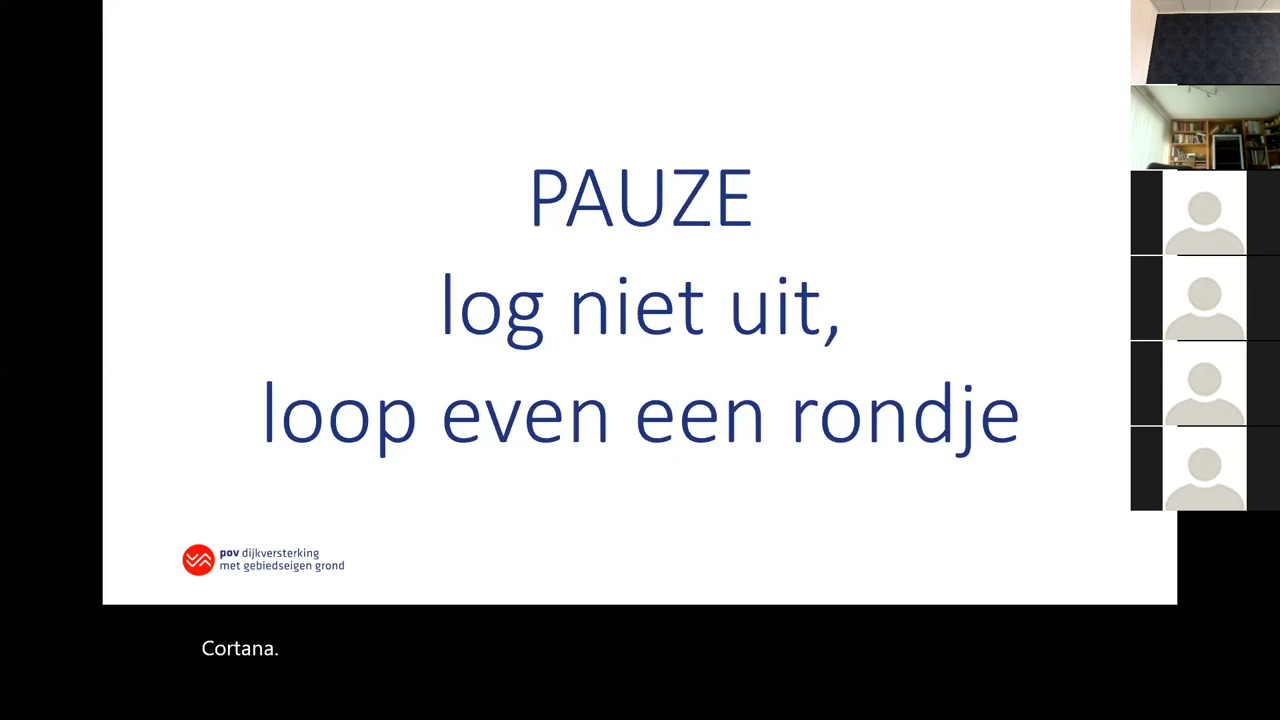 PAUZE
log niet uit,
loop even een rondje
pov dijkversterking
met gebiedseigen grond
Cortana.